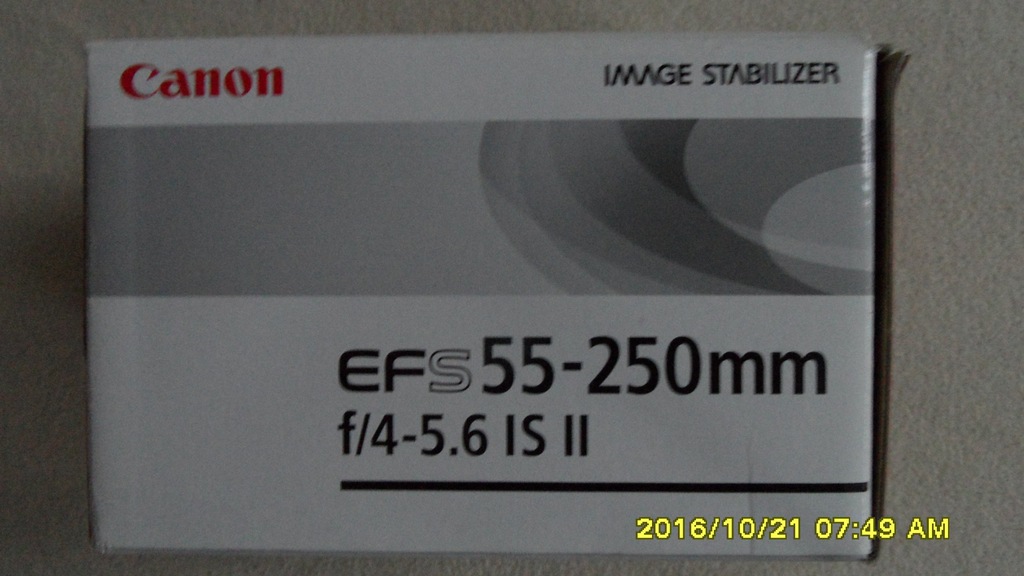 Canon
IMAGE STABILIZER
EFS 55-250mm
f/4-5.6 IS II
2016/10/21 07:49 AM